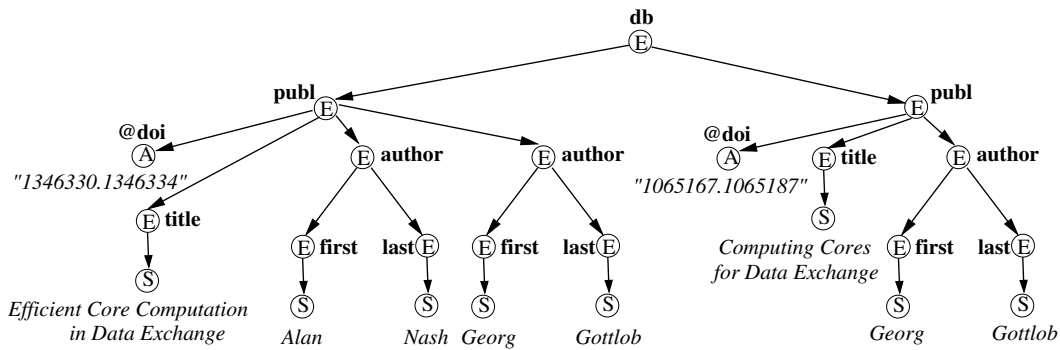 db
E
publ
E
publ
E
@doi
A
"1346330.1346334"
E author
E author
@doi
A
"1065167.1065187"
E title
E author
E title
S
Efficient Core Computation
in Data Exchange
E first
last E
E first
last E
S
Computing Cores
for Data Exchange
E first
last E
S
Alan
S
Nash
S
Georg
S
Gottlob
S
Georg
S
Gottlob